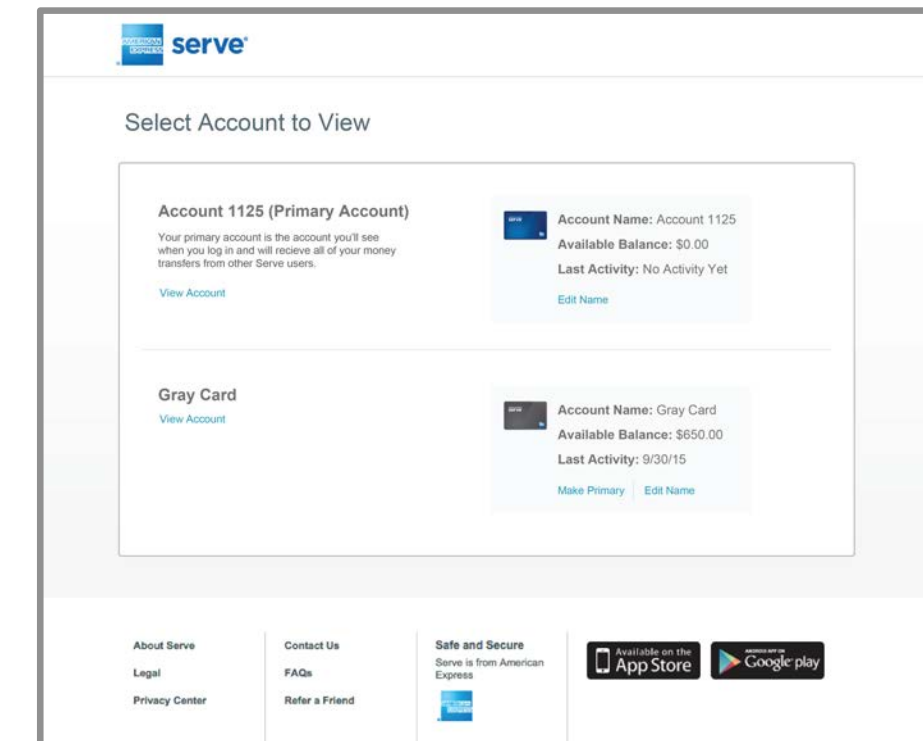 AMERICAN EXPRESS serve
Select Account to View
Account 1125 (Primary Account)
Your primary account is the account you'll see
when you log in and will recieve all of your money
transfers from other Serve users.
View Account
serve
Account Name: Account 1125
Available Balance: $0.00
Last Activity: No Activity Yet
Edit Name
Gray Card
View Account
serve
Account Name: Gray Card
Available Balance: $650.00
Last Activity: 9/30/15
Make Primary Edit Name
About Serve
Legal
Privacy Center
Contact Us
FAQs
Refer a Friend
Safe and Secure
Serve is from American
Express
Available on the
App Store
ANDROID APP ON
Google play